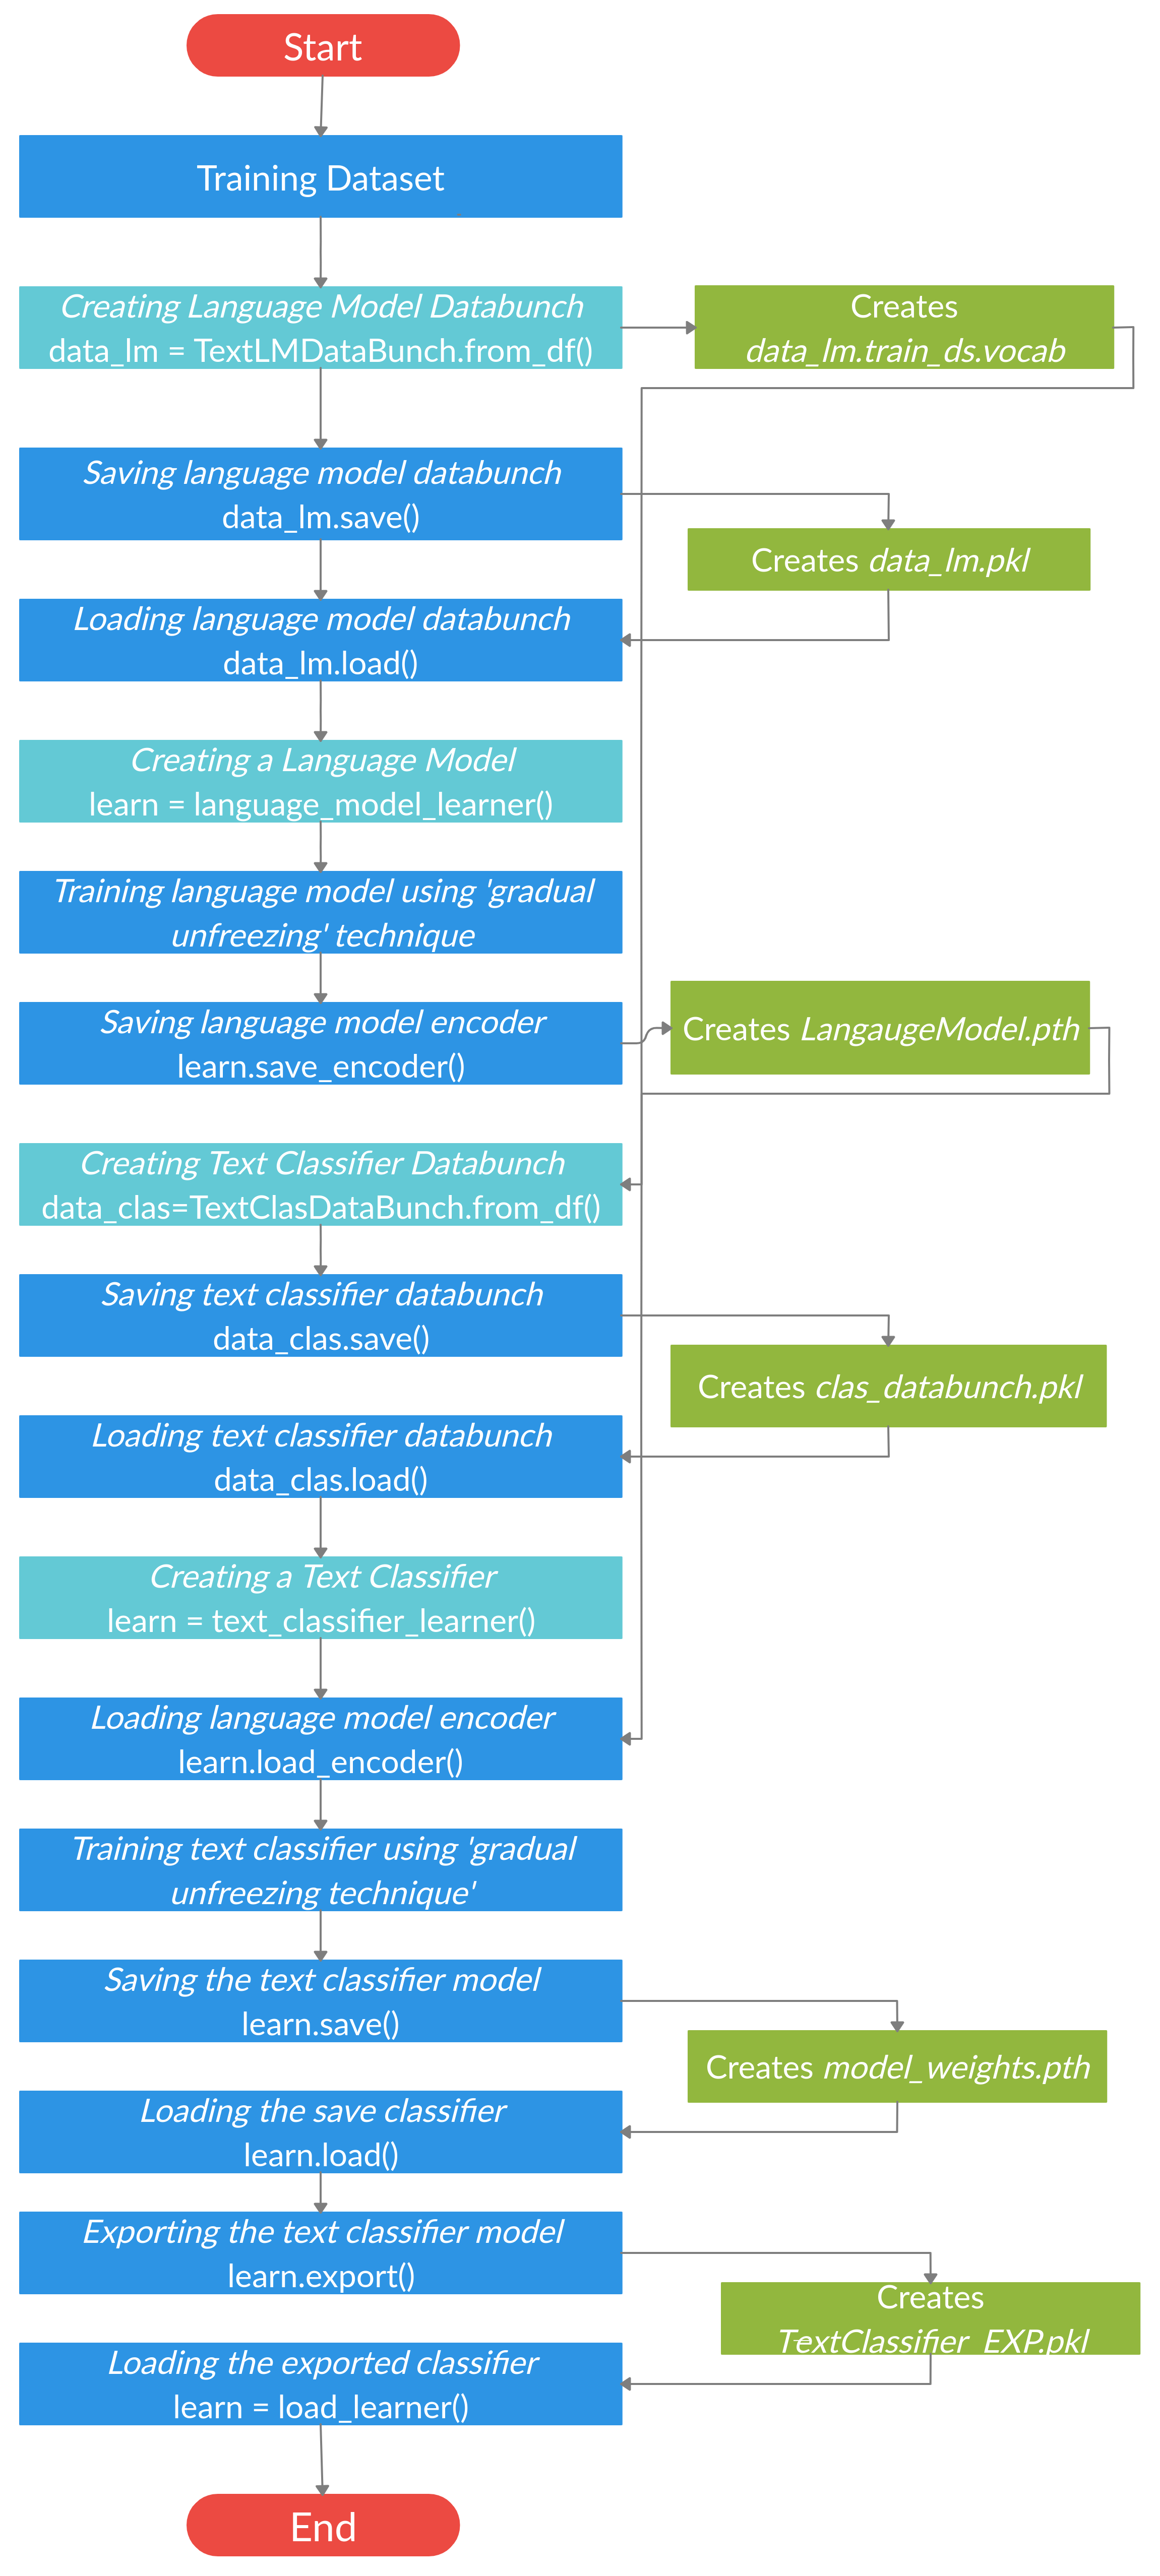 Start
Training Dataset
Creating Language Model Databunch
data_lm = TextLMDataBunch.from_df()
Creates
data_lm.train_ds.vocab
Saving language model databunch
data_lm.save()
Creates data_lm.pkl
Loading language model databunch
data_lm.load()
Creating a Language Model
learn = language_model_learner()
Training language model using 'gradual
unfreezing' technique
Saving language model encoder
learn.save_encoder()
Creates LangaugeModel.pth
Creating Text Classifier Databunch
data_clas=TextClasDataBunch.from_df()
Saving text classifier databunch
data_clas.save()
Creates clas_databunch.pkl
Loading text classifier databunch
data_clas.load()
Creating a Text Classifier
learn = text_classifier_learner()
Loading language model encoder
learn.load_encoder()
Training text classifier using 'gradual
unfreezing technique'
Saving the text classifier model
learn.save()
Creates model_weights.pth
Loading the save classifier
learn.load()
Exporting the text classifier model
learn.export()
Creates
TextClassifier_EXP.pkl
Loading the exported classifier
learn = load_learner()
End